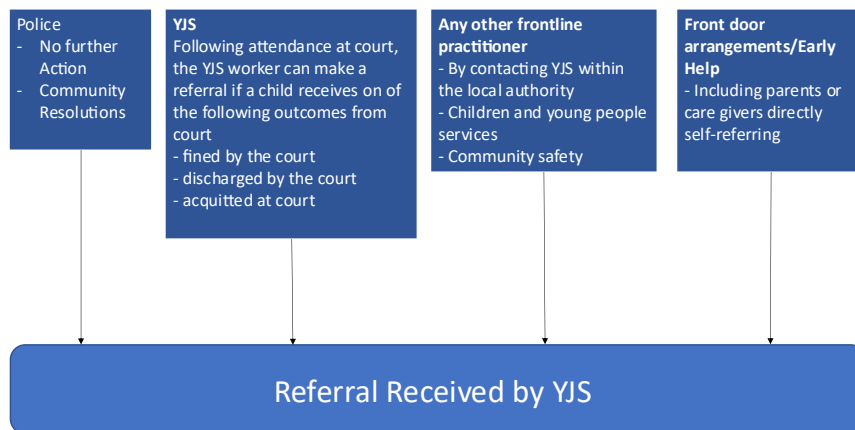 Police
- No further
Action
- Community
Resolutions
YJS
Following attendance at court,
the YJS worker can make a
referral if a child receives on of
the following outcomes from
court
- fined by the court
- discharged by the court
- acquitted at court
Any other frontline
practitioner
- By contacting YJS within
the local authority
- Children and young people
services
- Community safety
Front door
arrangements/Early
Help
- Including parents or
care givers directly
self-referring
Referral Received by YJS